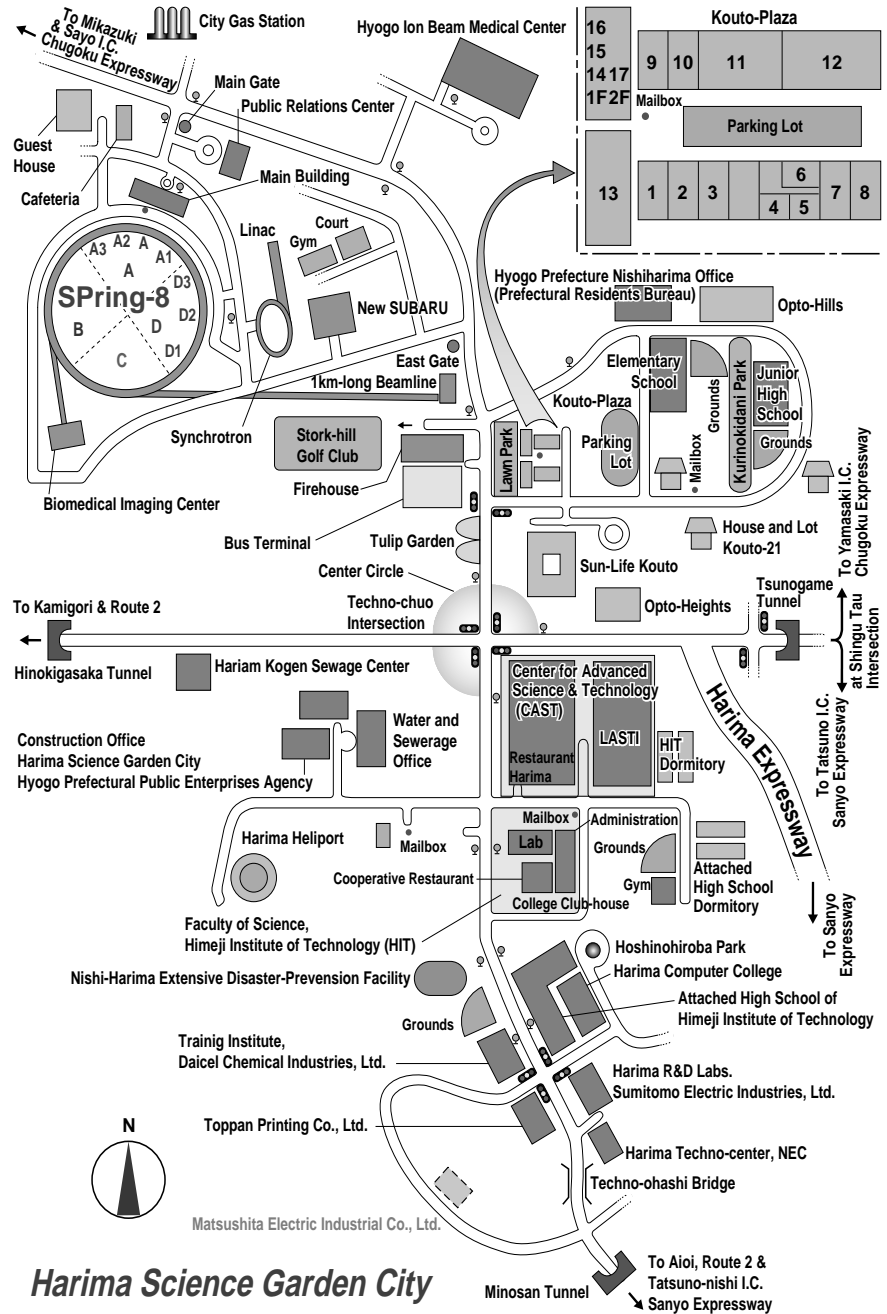 To Mikazuki
& Sayo I.C.
Chugoku Expressway
City Gas Station
Hyogo Ion Beam Medical Center
Kouto-Plaza
16
15
14 17
1F 2F
9
10
11
12
Mailbox
Parking Lot
13
1
2
3
4
5
6
7
8
Main Gate
Public Relations Center
Guest
House
Cafeteria
Main Building
Linac
Court
Gym
A3
A2
A
A1
A
D3
SPring-8
D2
B
D
D1
C
New SUBARU
East Gate
1km-long Beamline
Synchrotron
Biomedical Imaging Center
Hyogo Prefecture Nishiharima Office
(Prefectural Residents Bureau)
Opto-Hills
Elementary
School
Grounds
Kurinokidani Park
Junior
High
School
Grounds
Kouto-Plaza
Parking
Lot
Mailbox
Lawn Park
Stork-hill
Golf Club
Firehouse
Bus Terminal
Tulip Garden
Center Circle
Techno-chuo
Intersection
Sun-Life Kouto
House and Lot
Kouto-21
Opto-Heights
Tsunogame
Tunnel
To Yamasaki I.C.
Chugoku Expressway
at Shingu Tau
Intersection
To Tatsuno I.C.
Sanyo Expressway
To Kamigori & Route 2
Hinokigasaka Tunnel
Hariam Kogen Sewage Center
Center for Advanced
Science & Technology
(CAST)
LASTI
Restaurant
Harima
HIT
Dormitory
Harima Expressway
To Sanyo
Expressway
Water and
Sewerage
Office
Construction Office
Harima Science Garden City
Hyogo Prefectural Public Enterprises Agency
Harima Heliport
Mailbox
Mailbox
Administration
Lab
Grounds
Cooperative Restaurant
Gym
College Club-house
Attached
High School
Dormitory
Faculty of Science,
Himeji Institute of Technology (HIT)
Hoshinohiroba Park
Harima Computer College
Attached High School of
Himeji Institute of Technology
Nishi-Harima Extensive Disaster-Prevention Facility
Grounds
Trainig Institute,
Daicel Chemical Industries, Ltd.
Harima R&D Labs.
Sumitomo Electric Industries, Ltd.
Toppan Printing Co., Ltd.
Harima Techno-center, NEC
Techno-ohashi Bridge
N
Matsushita Electric Industrial Co., Ltd.
Harima Science Garden City
Minosan Tunnel
To Aioi, Route 2 &
Tatsuno-nishi I.C.
Sanyo Expressway